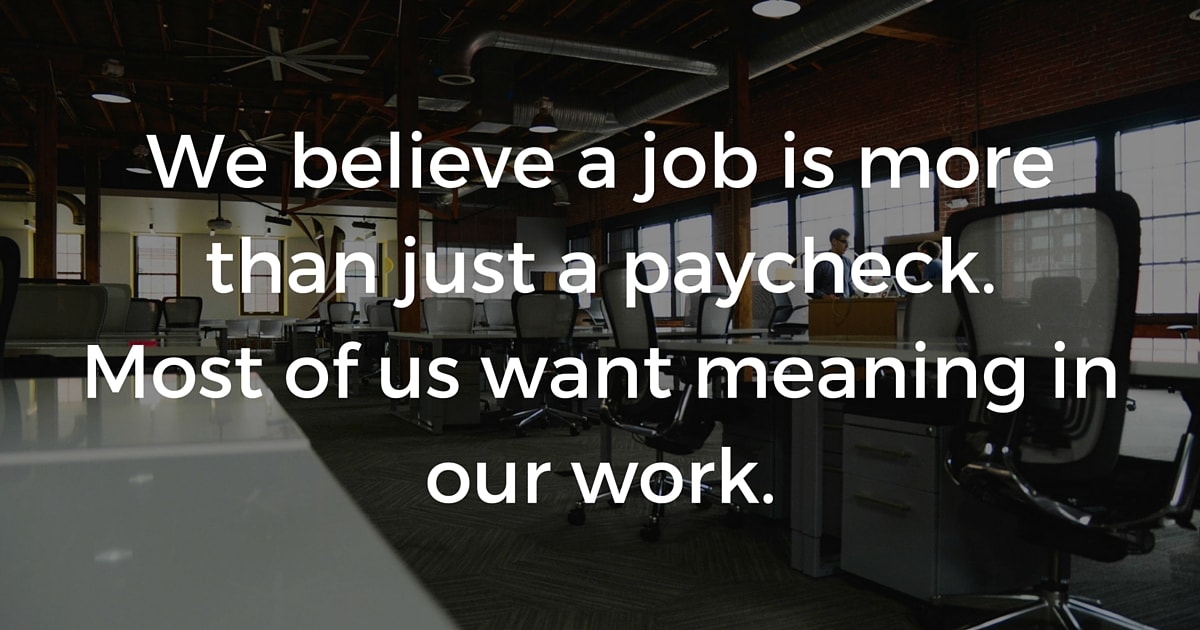 We believe a job is more
than just a paycheck.
Most of us want meaning in
our work.